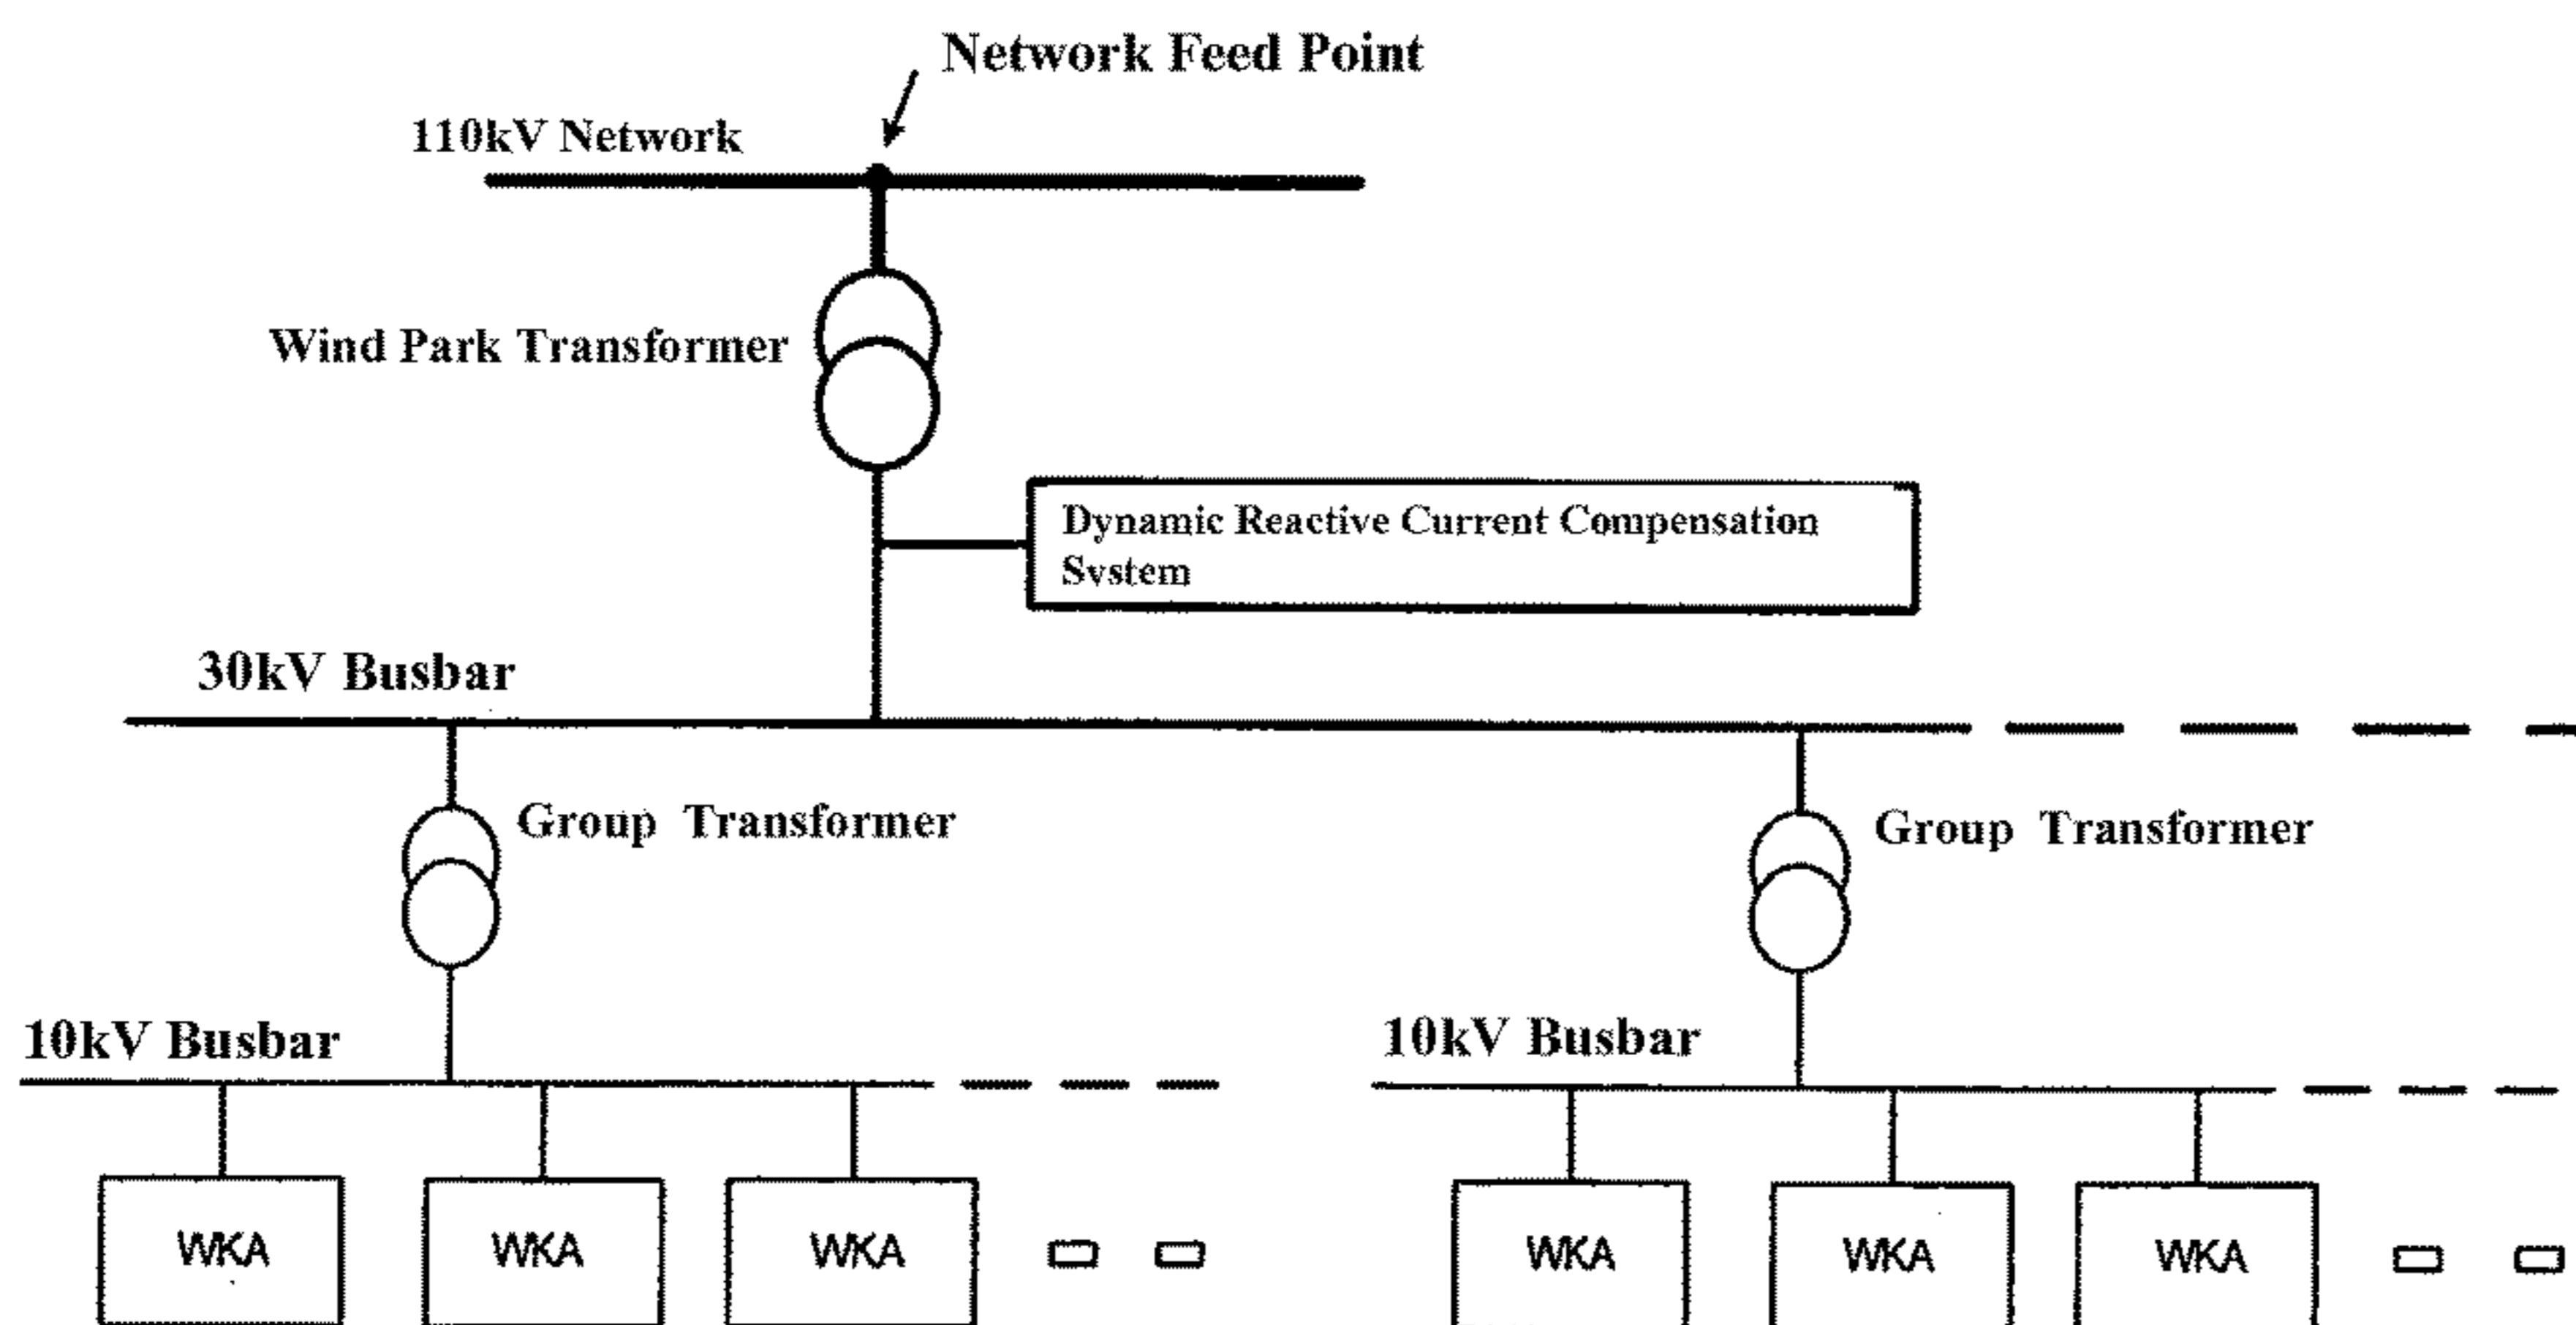 Network Feed Point
110kV Network
Wind Park Transformer
Dynamic Reactive Current Compensation
System
30kV Busbar
Group Transformer
Group Transformer
10kV Busbar
10kV Busbar
WKA
WKA
WKA
WKA
WKA
WKA